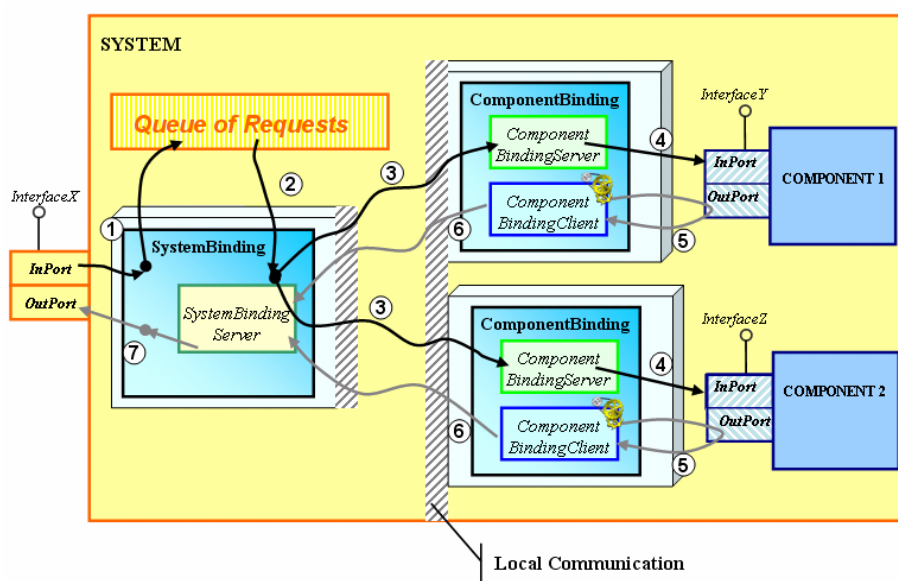 SYSTEM
Queue of Requests
InterfaceX
1
2
3
SystemBinding
InPort
OutPort
SystemBinding
Server
7
3
ComponentBinding
Component
BindingServer
4
Component
BindingClient
6
5
InterfaceY
InPort
OutPort
COMPONENT 1
ComponentBinding
Component
BindingServer
4
Component
BindingClient
6
5
InterfaceZ
InPort
OutPort
COMPONENT 2
Local Communication